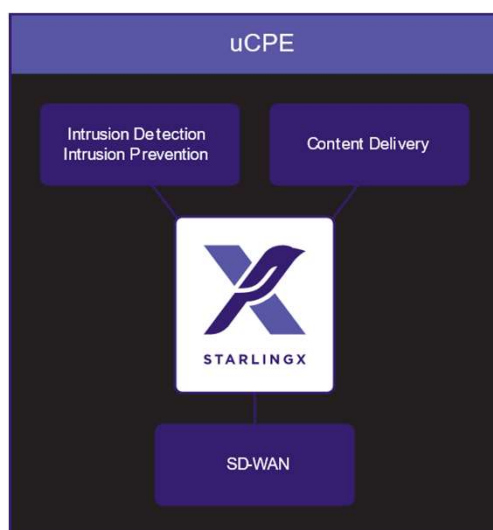 uCPE
Intrusion Detection
Intrusion Prevention
Content Delivery
STARLINGX
SD-WAN